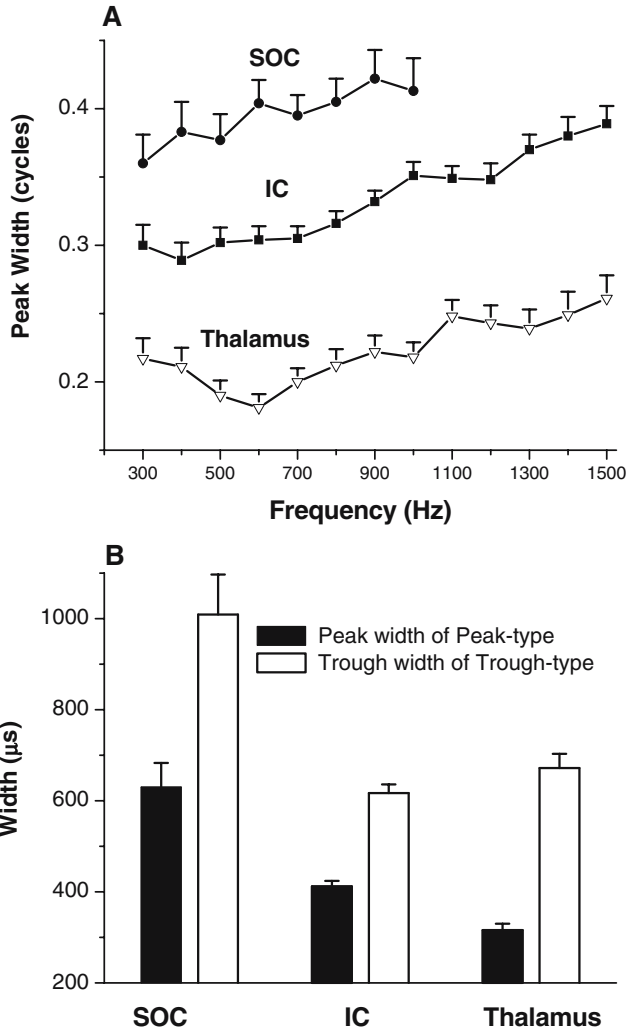 A
SOC
IC
Thalamus
Peak Width (cycles)
0.4
0.3
0.2
300 500 700 900 1100 1300 1500
Frequency (Hz)
B
Peak width of Peak-type
Trough width of Trough-type
Width (µs)
1000
800
600
400
200
SOC IC Thalamus